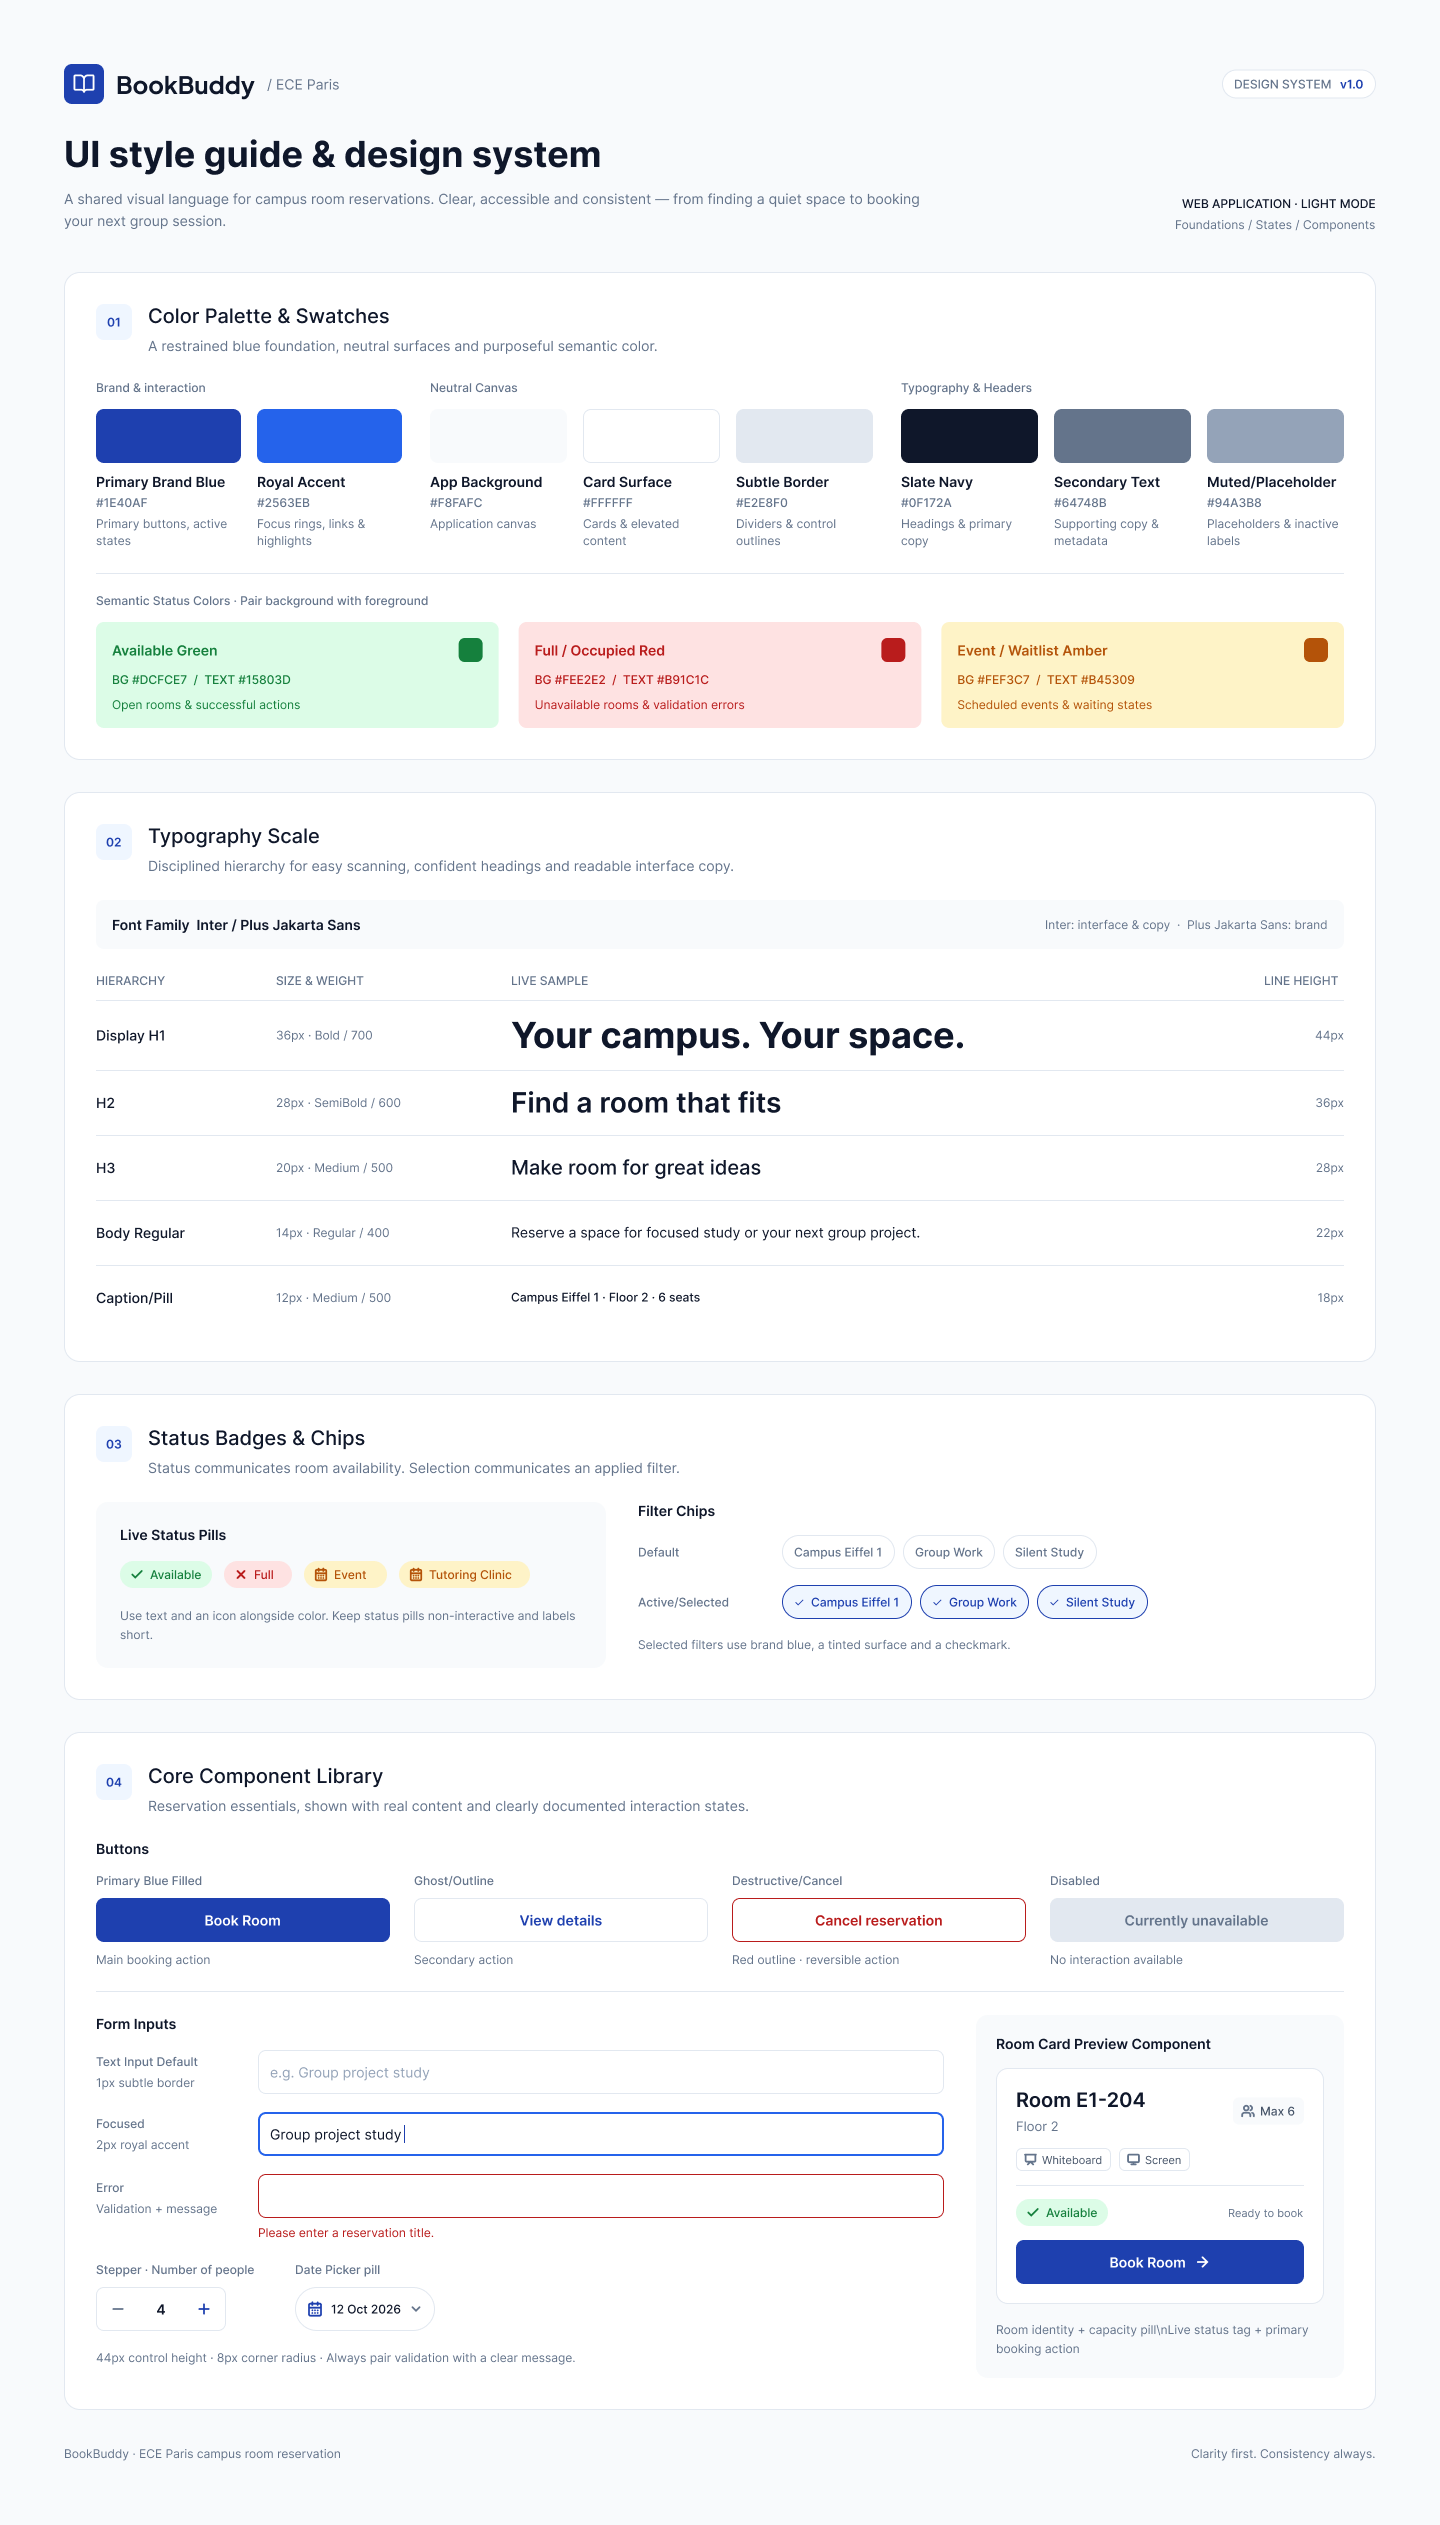 BookBuddy / ECE Paris
DESIGN SYSTEM v1.0
UI style guide & design system
A shared visual language for campus room reservations. Clear, accessible and consistent — from finding a quiet space to booking
your next group session.
WEB APPLICATION · LIGHT MODE
Foundations / States / Components
01
Color Palette & Swatches
A restrained blue foundation, neutral surfaces and purposeful semantic color.
Brand & interaction
Primary Brand Blue
#1E40AF
Primary buttons, active
states
Royal Accent
#2563EB
Focus rings, links &
highlights
Neutral Canvas
App Background
#F8FAFC
Application canvas
Card Surface
#FFFFFF
Cards & elevated
content
Subtle Border
#E2E8F0
Dividers & control
outlines
Typography & Headers
Slate Navy
#0F172A
Headings & primary
copy
Secondary Text
#64748B
Supporting copy &
metadata
Muted/Placeholder
#94A3B8
Placeholders & inactive
labels
Semantic Status Colors · Pair background with foreground
Available Green
BG #DCFCE7 / TEXT #15803D
Open rooms & successful actions
Full / Occupied Red
BG #FEE2E2 / TEXT #B91C1C
Unavailable rooms & validation errors
Event / Waitlist Amber
BG #FEF3C7 / TEXT #B45309
Scheduled events & waiting states
02
Typography Scale
Disciplined hierarchy for easy scanning, confident headings and readable interface copy.
Font Family Inter / Plus Jakarta Sans
Inter: interface & copy · Plus Jakarta Sans: brand
HIERARCHY SIZE & WEIGHT LIVE SAMPLE LINE HEIGHT
Display H1 36px · Bold / 700 Your campus. Your space. 44px
H2 28px · SemiBold / 600 Find a room that fits 36px
H3 20px · Medium / 500 Make room for great ideas 28px
Body Regular 14px · Regular / 400 Reserve a space for focused study or your next group project. 22px
Caption/Pill 12px · Medium / 500 Campus Eiffel 1 · Floor 2 · 6 seats 18px
03
Status Badges & Chips
Status communicates room availability. Selection communicates an applied filter.
Live Status Pills
Available Full Event Tutoring Clinic
Use text and an icon alongside color. Keep status pills non-interactive and labels
short.
Filter Chips
Default Campus Eiffel 1 Group Work Silent Study
Active/Selected Campus Eiffel 1 Group Work Silent Study
Selected filters use brand blue, a tinted surface and a checkmark.
04
Core Component Library
Reservation essentials, shown with real content and clearly documented interaction states.
Buttons
Primary Blue Filled
Book Room
Main booking action
Ghost/Outline
View details
Secondary action
Destructive/Cancel
Cancel reservation
Red outline · reversible action
Disabled
Currently unavailable
No interaction available
Form Inputs
Text Input Default
1px subtle border
e.g. Group project study
Focused
2px royal accent
Group project study
Error
Validation + message
Please enter a reservation title.
Stepper · Number of people
4
Date Picker pill
12 Oct 2026
44px control height · 8px corner radius · Always pair validation with a clear message.
Room Card Preview Component
Room E1-204
Floor 2
Max 6
Whiteboard Screen
Available Ready to book
Book Room
Room identity + capacity pill\nLive status tag + primary
booking action
BookBuddy · ECE Paris campus room reservation
Clarity first. Consistency always.